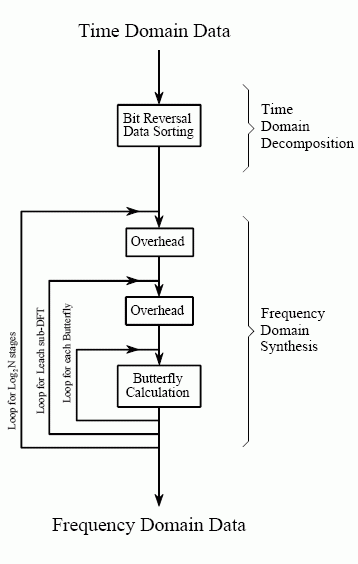 Time Domain Data
Bit Reversal
Data Sorting
Time
Domain
Decomposition
Overhead
Overhead
Loop for Log₂N stages
Loop for Leach sub-DFT
Loop for each Butterfly
Butterfly
Calculation
Frequency
Domain
Synthesis
Frequency Domain Data